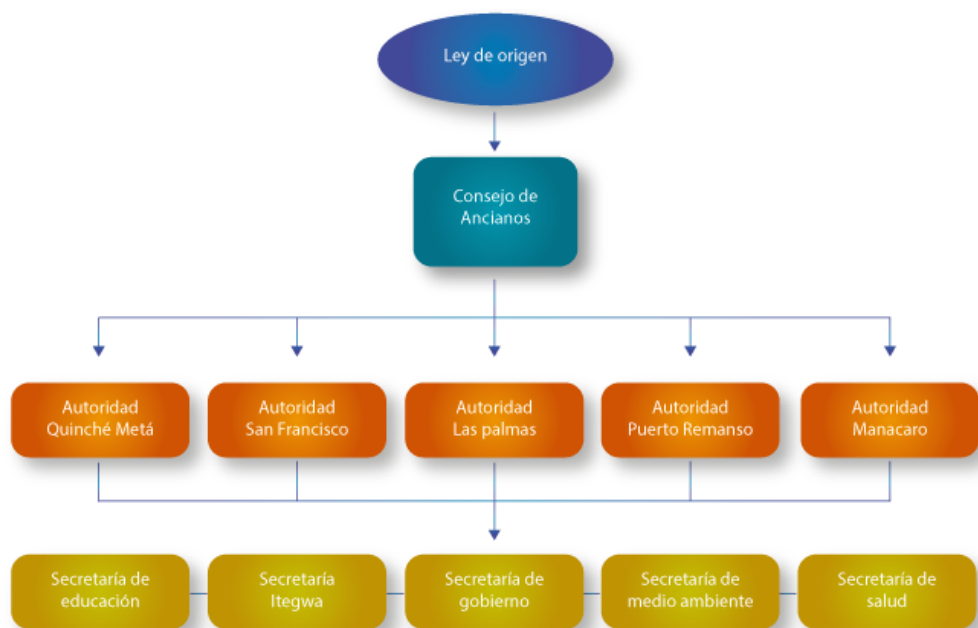 Ley de origen
Consejo de
Ancianos
Autoridad
Quinché Metá
Autoridad
San Francisco
Autoridad
Las palmas
Autoridad
Puerto Remanso
Autoridad
Manacaro
Secretaría de
educación
Secretaría
Itegwa
Secretaría de
gobierno
Secretaría de
medio ambiente
Secretaría de
salud